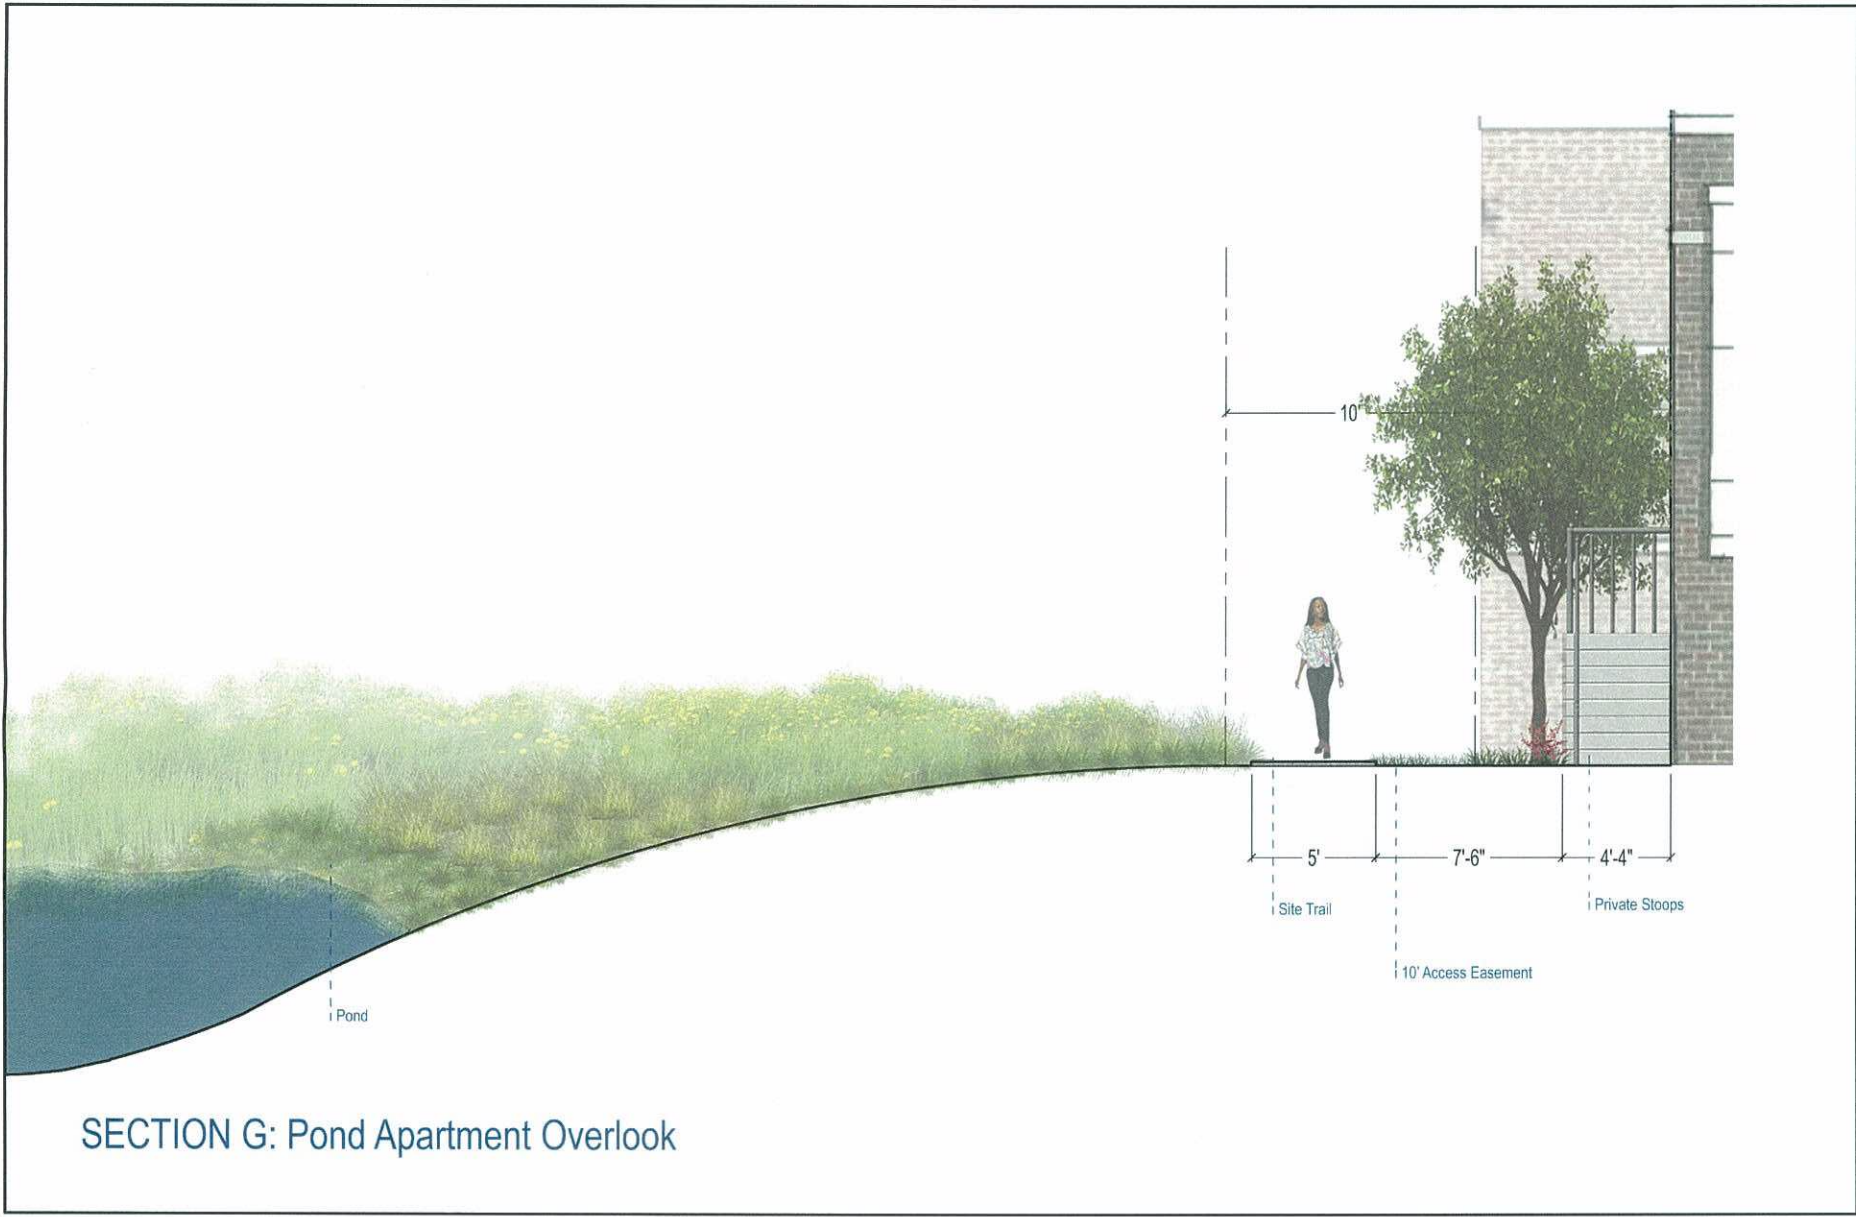 10'
5'
7'-6"
4'-4"
Site Trail
Private Stoops
10' Access Easement
Pond
SECTION G: Pond Apartment Overlook